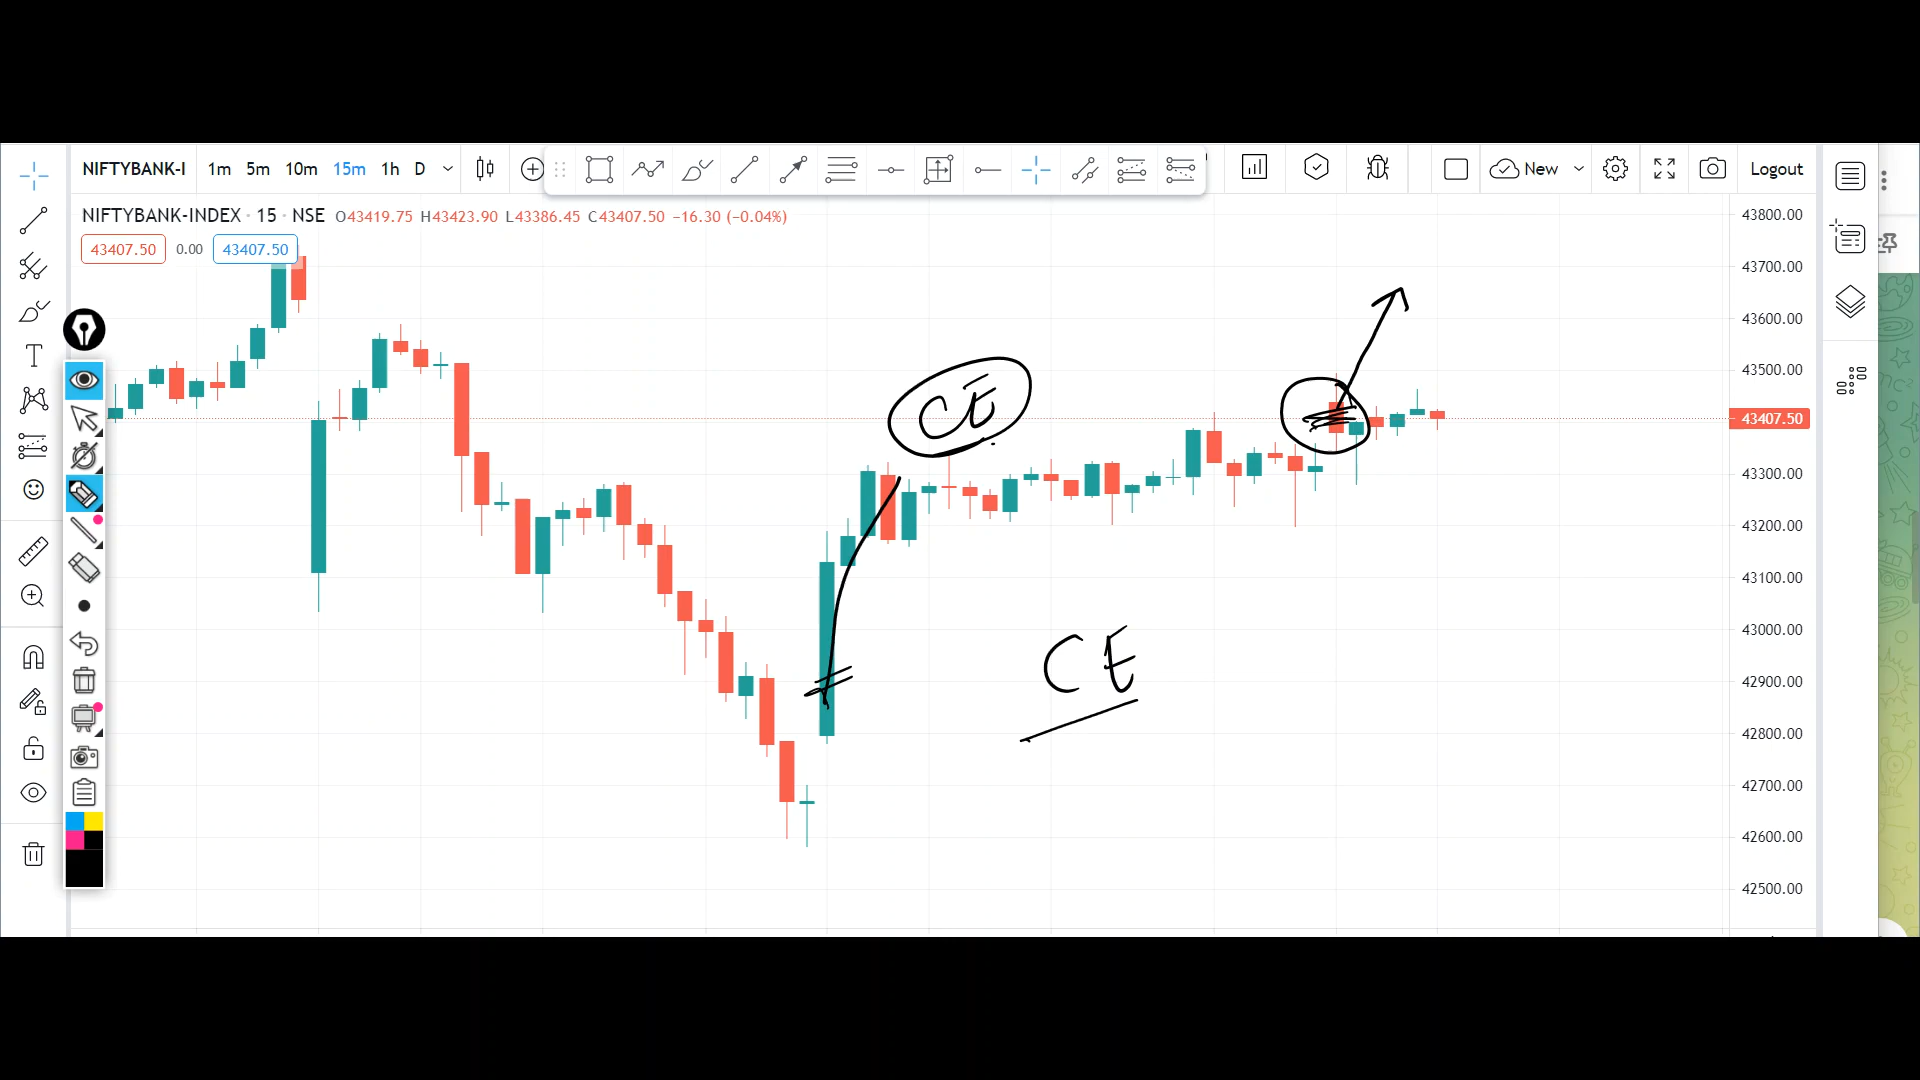 NIFTYBANK-I 1m 5m 10m 15m 1h D New Logout
NIFTYBANK-INDEX · 15 · NSE O43419.75 H43423.90 L43386.45 C43407.50 −16.30 (−0.04%)
43407.50 0.00 43407.50
43800.00
43700.00
43600.00
43500.00
CE
43407.50
43300.00
43200.00
43100.00
43000.00
CE
42900.00
42800.00
42700.00
42600.00
42500.00